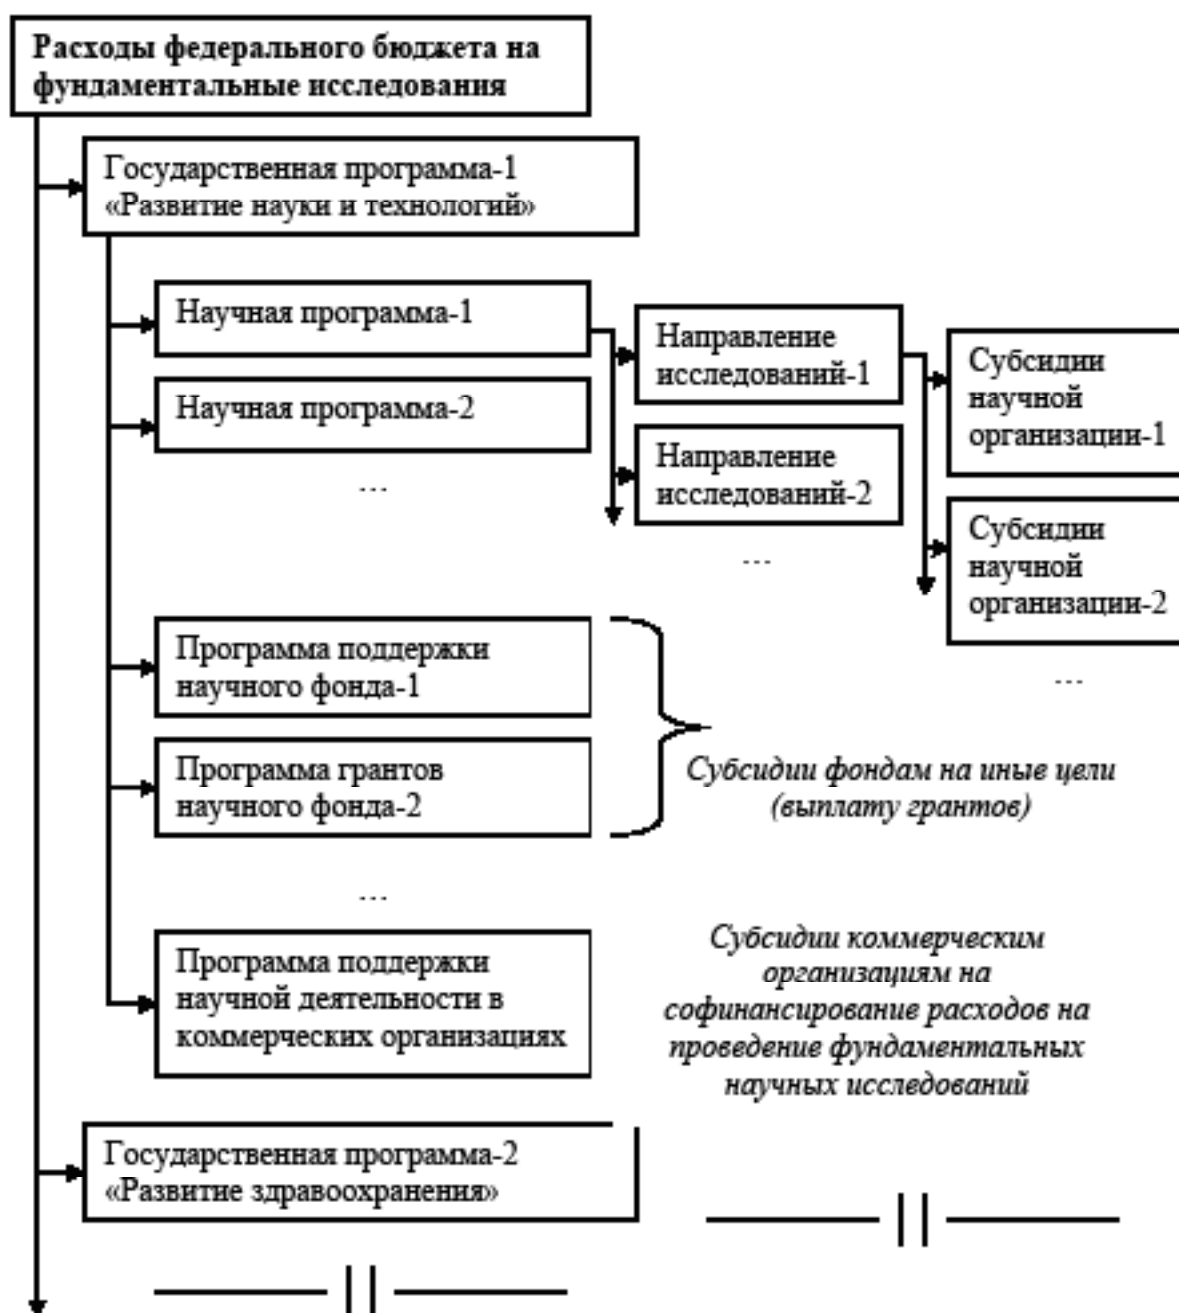 Расходы федерального бюджета на
фундаментальные исследования
Государственная программа-1
«Развитие науки и технологий»
Научная программа-1
Научная программа-2
...
Направление
исследований-1
Направление
исследований-2
...
Субсидии
научной
организации-1
Субсидии
научной
организации-2
...
Программа поддержки
научного фонда-1
Программа грантов
научного фонда-2
Субсидии фондам на иные цели
(выплату грантов)
...
Программа поддержки
научной деятельности в
коммерческих организациях
Субсидии коммерческим
организациям на
софинансирование расходов на
проведение фундаментальных
научных исследований
Государственная программа-2
«Развитие здравоохранения»